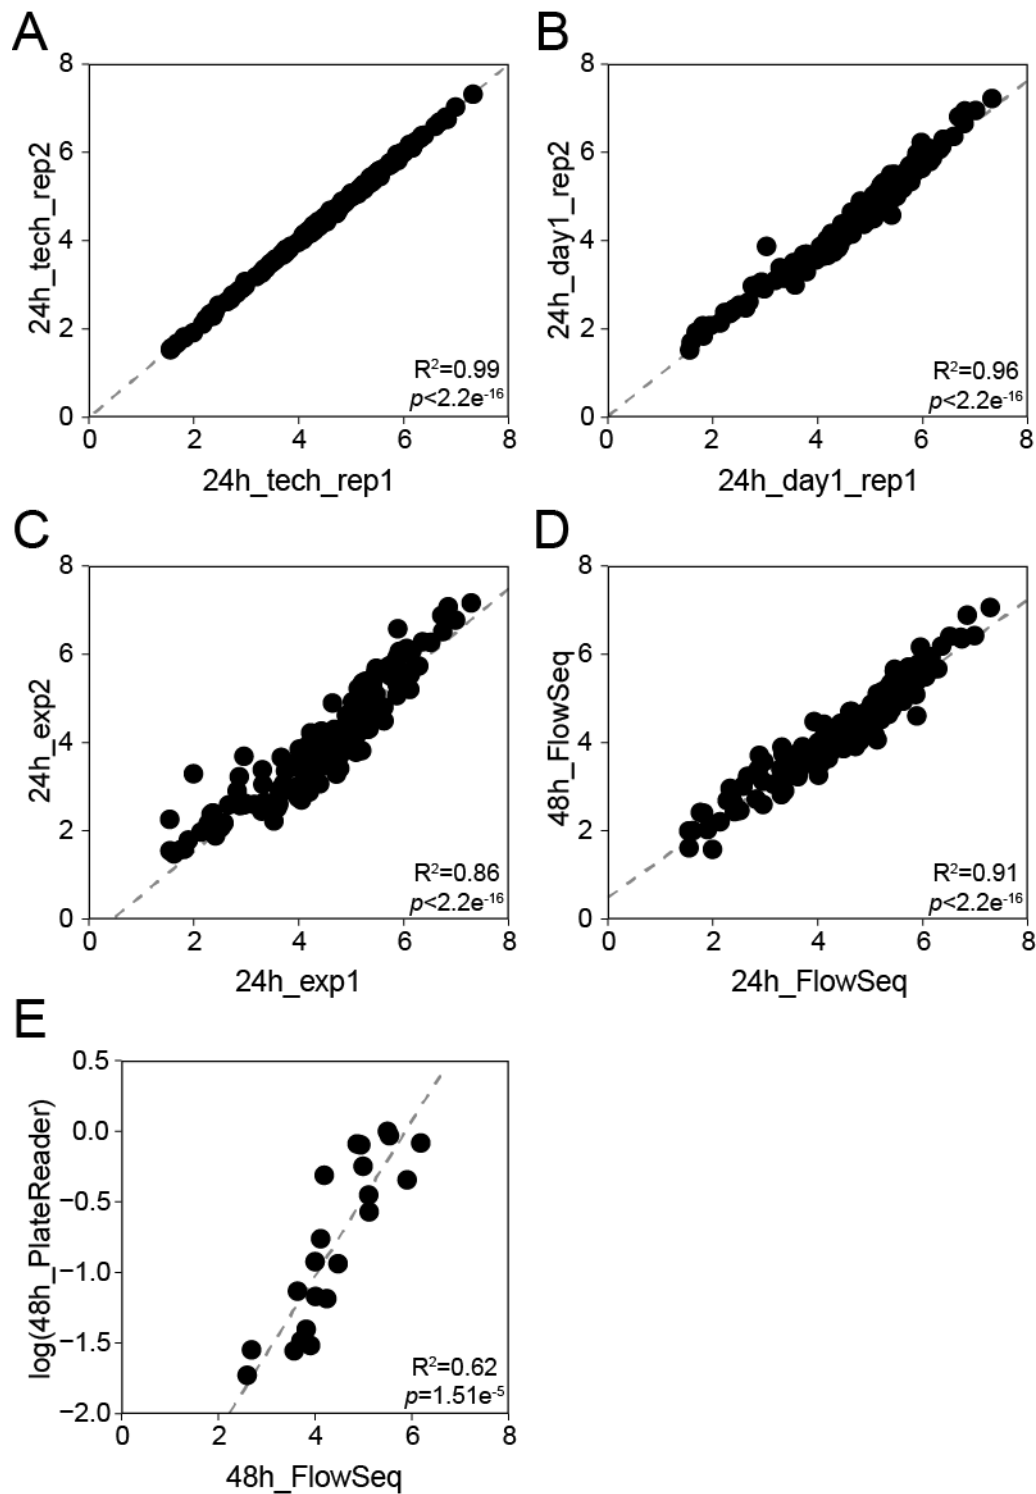 A
8
6
4
2
0
24h_tech_rep2
R²=0.99
p<2.2e⁻¹⁶
0 2 4 6 8
24h_tech_rep1
B
8
6
4
2
0
24h_day1_rep2
R²=0.96
p<2.2e⁻¹⁶
0 2 4 6 8
24h_day1_rep1
C
8
6
4
2
0
24h_exp2
R²=0.86
p<2.2e⁻¹⁶
0 2 4 6 8
24h_exp1
D
8
6
4
2
0
48h_FlowSeq
R²=0.91
p<2.2e⁻¹⁶
0 2 4 6 8
24h_FlowSeq
E
0.5
0.0
−0.5
−1.0
−1.5
−2.0
log(48h_PlateReader)
R²=0.62
p=1.51e⁻⁵
0 2 4 6 8
48h_FlowSeq